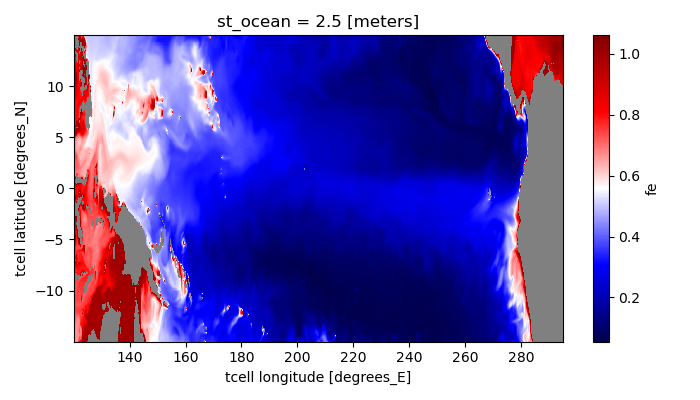 st_ocean = 2.5 [meters]
10
5
0
−5
−10
tcell latitude [degrees_N]
140 160 180 200 220 240 260 280
tcell longitude [degrees_E]
1.0
0.8
0.6
0.4
0.2
fe